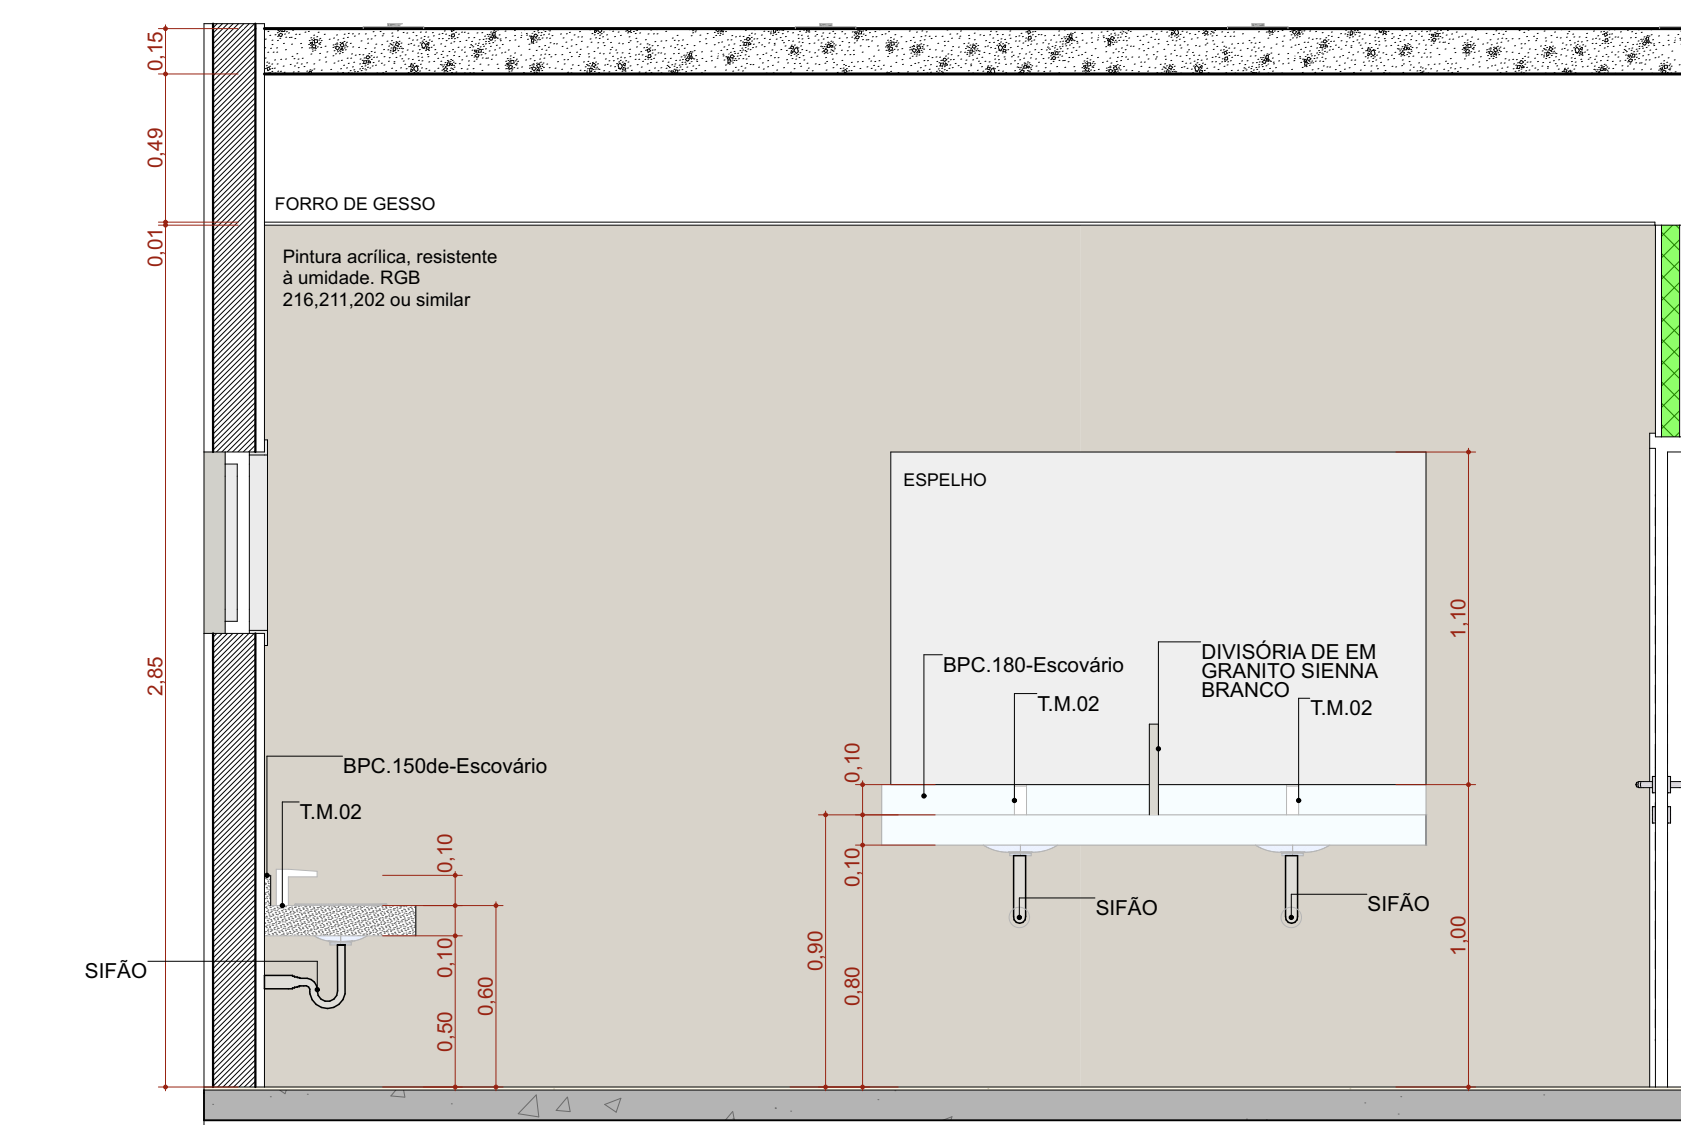 0,15
0,49
FORRO DE GESSO
0,01
Pintura acrílica, resistente
à umidade. RGB
216,211,202 ou similar
ESPELHO
1,10
2,85
BPC.180-Escovário
DIVISÓRIA DE EM
GRANITO SIENNA
BRANCO
T.M.02
T.M.02
0,10
BPC.150de-Escovário
T.M.02
0,10
0,10
SIFÃO
SIFÃO
0,90
1,00
0,10
SIFÃO
0,80
0,60
0,50